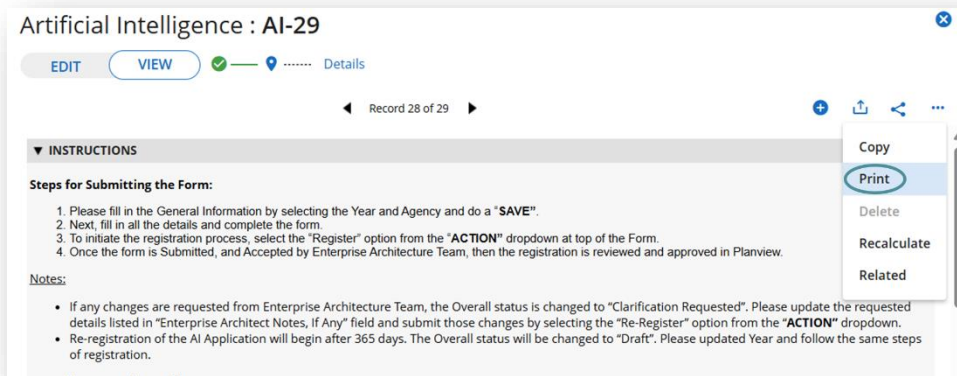 Artificial Intelligence : AI-29
EDIT VIEW Details
Record 28 of 29
Copy
Print
Delete
Recalculate
Related
▼ INSTRUCTIONS
Steps for Submitting the Form:
1. Please fill in the General Information by selecting the Year and Agency and do a “SAVE”.
2. Next, fill in all the details and complete the form.
3. To initiate the registration process, select the “Register” option from the “ACTION” dropdown at top of the Form.
4. Once the form is Submitted, and Accepted by Enterprise Architecture Team, then the registration is reviewed and approved in Planview.
Notes:
• If any changes are requested from Enterprise Architecture Team, the Overall status is changed to “Clarification Requested”. Please update the requested
details listed in “Enterprise Architect Notes, If Any” field and submit those changes by selecting the “Re-Register” option from the “ACTION” dropdown.
• Re-registration of the AI Application will begin after 365 days. The Overall status will be changed to “Draft”. Please updated Year and follow the same steps
of registration.